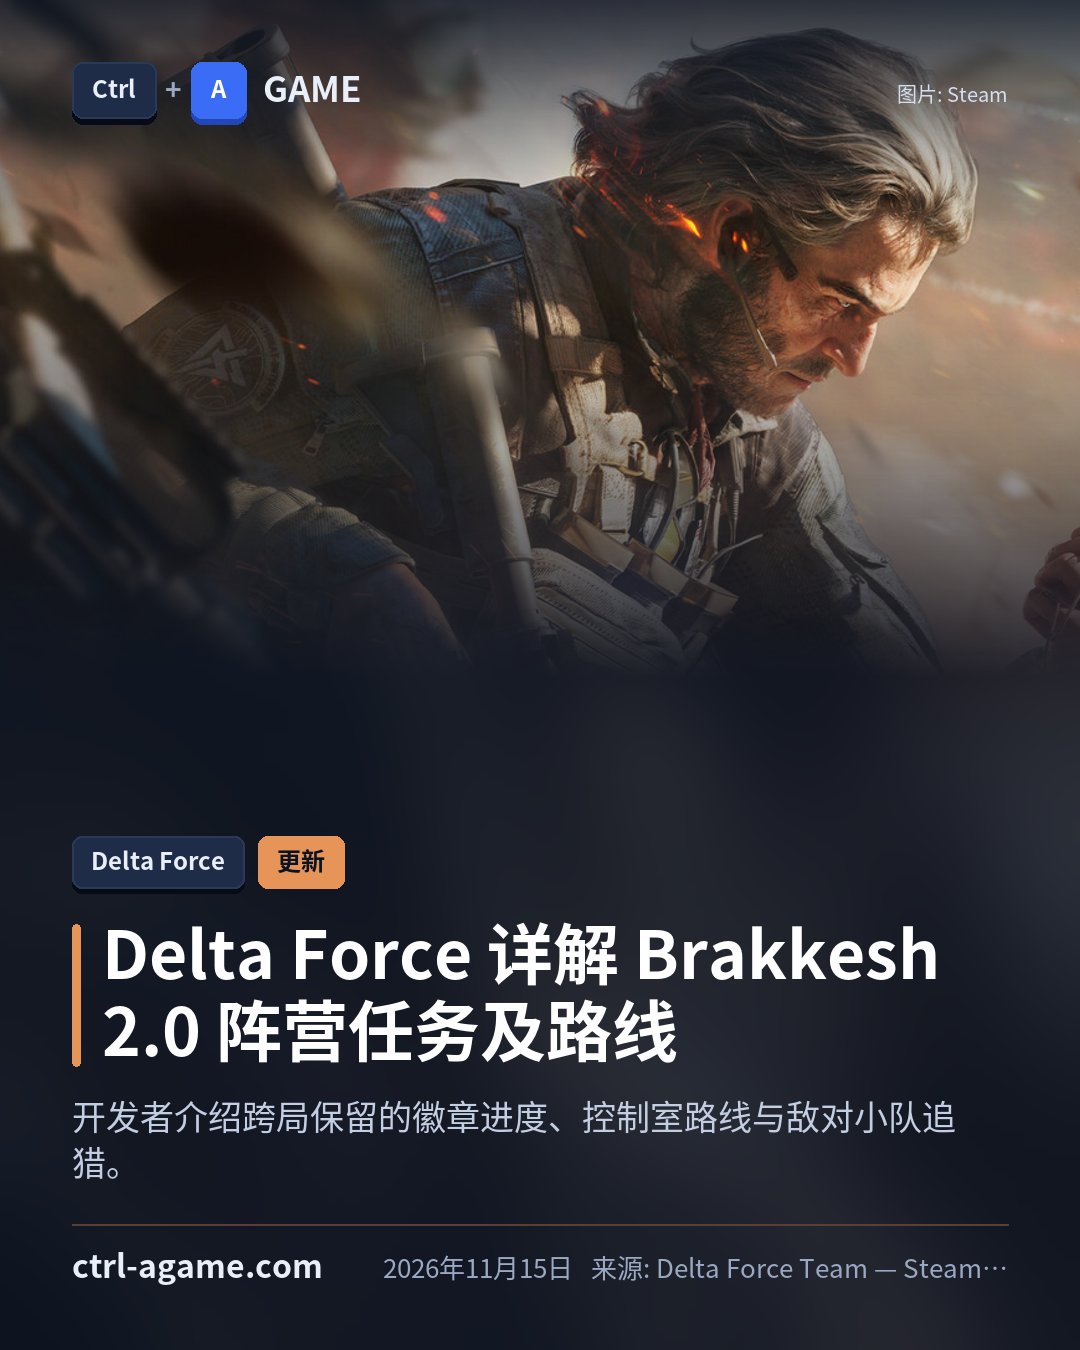 Ctrl + A GAME
图片: Steam
Delta Force 更新
Delta Force 详解 Brakkesh
2.0 阵营任务及路线
开发者介绍跨局保留的徽章进度、控制室路线与敌对小队追
猎。
ctrl-agame.com 2026年11月15日 来源: Delta Force Team — Steam…